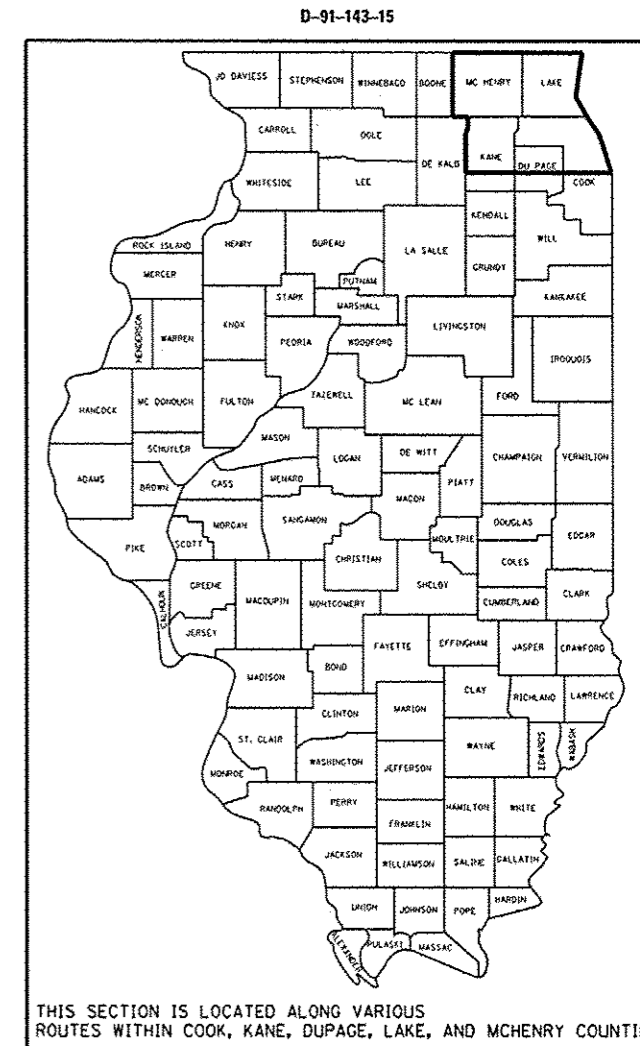 D-91-143-15
JO DAVIESS STEPHENSON WINNEBAGO BOONE MC HENRY LAKE
CARROLL OGLE KANE DU PAGE COOK
DE KALB
WHITESIDE LEE
KENDALL WILL
ROCK ISLAND HENRY BUREAU LA SALLE GRUNDY
PUTNAM
MERCER STARK MARSHALL KANKAKEE
HENDERSON WARREN KNOX PEORIA WOODFORD LIVINGSTON IROQUOIS
HANCOCK MC DONOUGH FULTON TAZEWELL MC LEAN FORD
MASON
SCHUYLER LOGAN DE WITT CHAMPAIGN VERMILION
ADAMS BROWN CASS MENARD PIATT
MACON
MORGAN SANGAMON DOUGLAS
PIKE SCOTT CHRISTIAN MOULTRIE EDGAR
COLES
GREENE SHELBY
CALHOUN MACOUPIN MONTGOMERY CUMBERLAND CLARK
JERSEY FAYETTE EFFINGHAM JASPER CRAWFORD
BOND
MADISON CLAY RICHLAND LAWRENCE
CLINTON MARION
ST. CLAIR WAYNE EDWARDS WABASH
WASHINGTON JEFFERSON
MONROE
RANDOLPH PERRY HAMILTON WHITE
FRANKLIN
JACKSON WILLIAMSON SALINE GALLATIN
UNION JOHNSON POPE HARDIN
ALEXANDER PULASKI MASSAC
THIS SECTION IS LOCATED ALONG VARIOUS
ROUTES WITHIN COOK, KANE, DUPAGE, LAKE, AND MCHENRY COUNTI